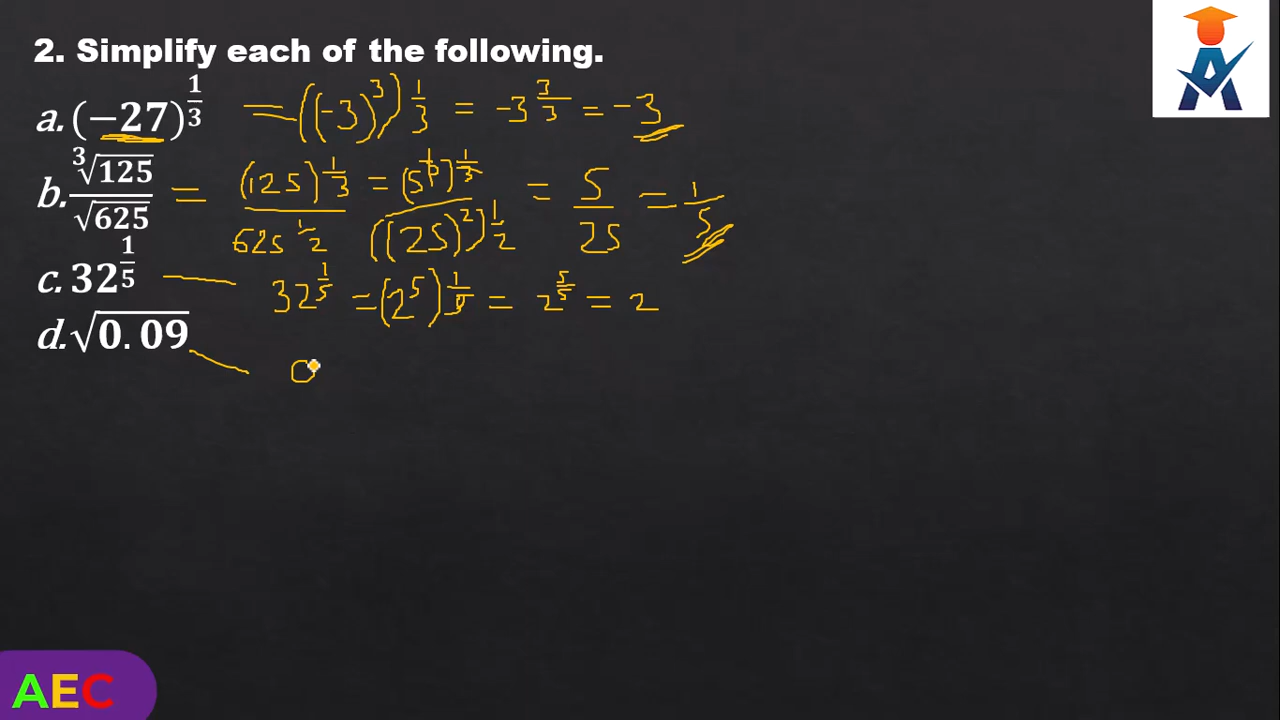 2. Simplify each of the following.
a. (−27)^(1/3) = ((-3)^3)^(1/3) = -3^(3/3) = -3
b. ∛125/√625 = (125)^(1/3)/625^(1/2) = (5^3)^(1/3)/((25)^2)^(1/2) = 5/25 = 1/5
c. 32^(1/5) — 32^(1/5) = (2^5)^(1/5) = 2^(5/5) = 2
d. √0.09 — 0
AEC